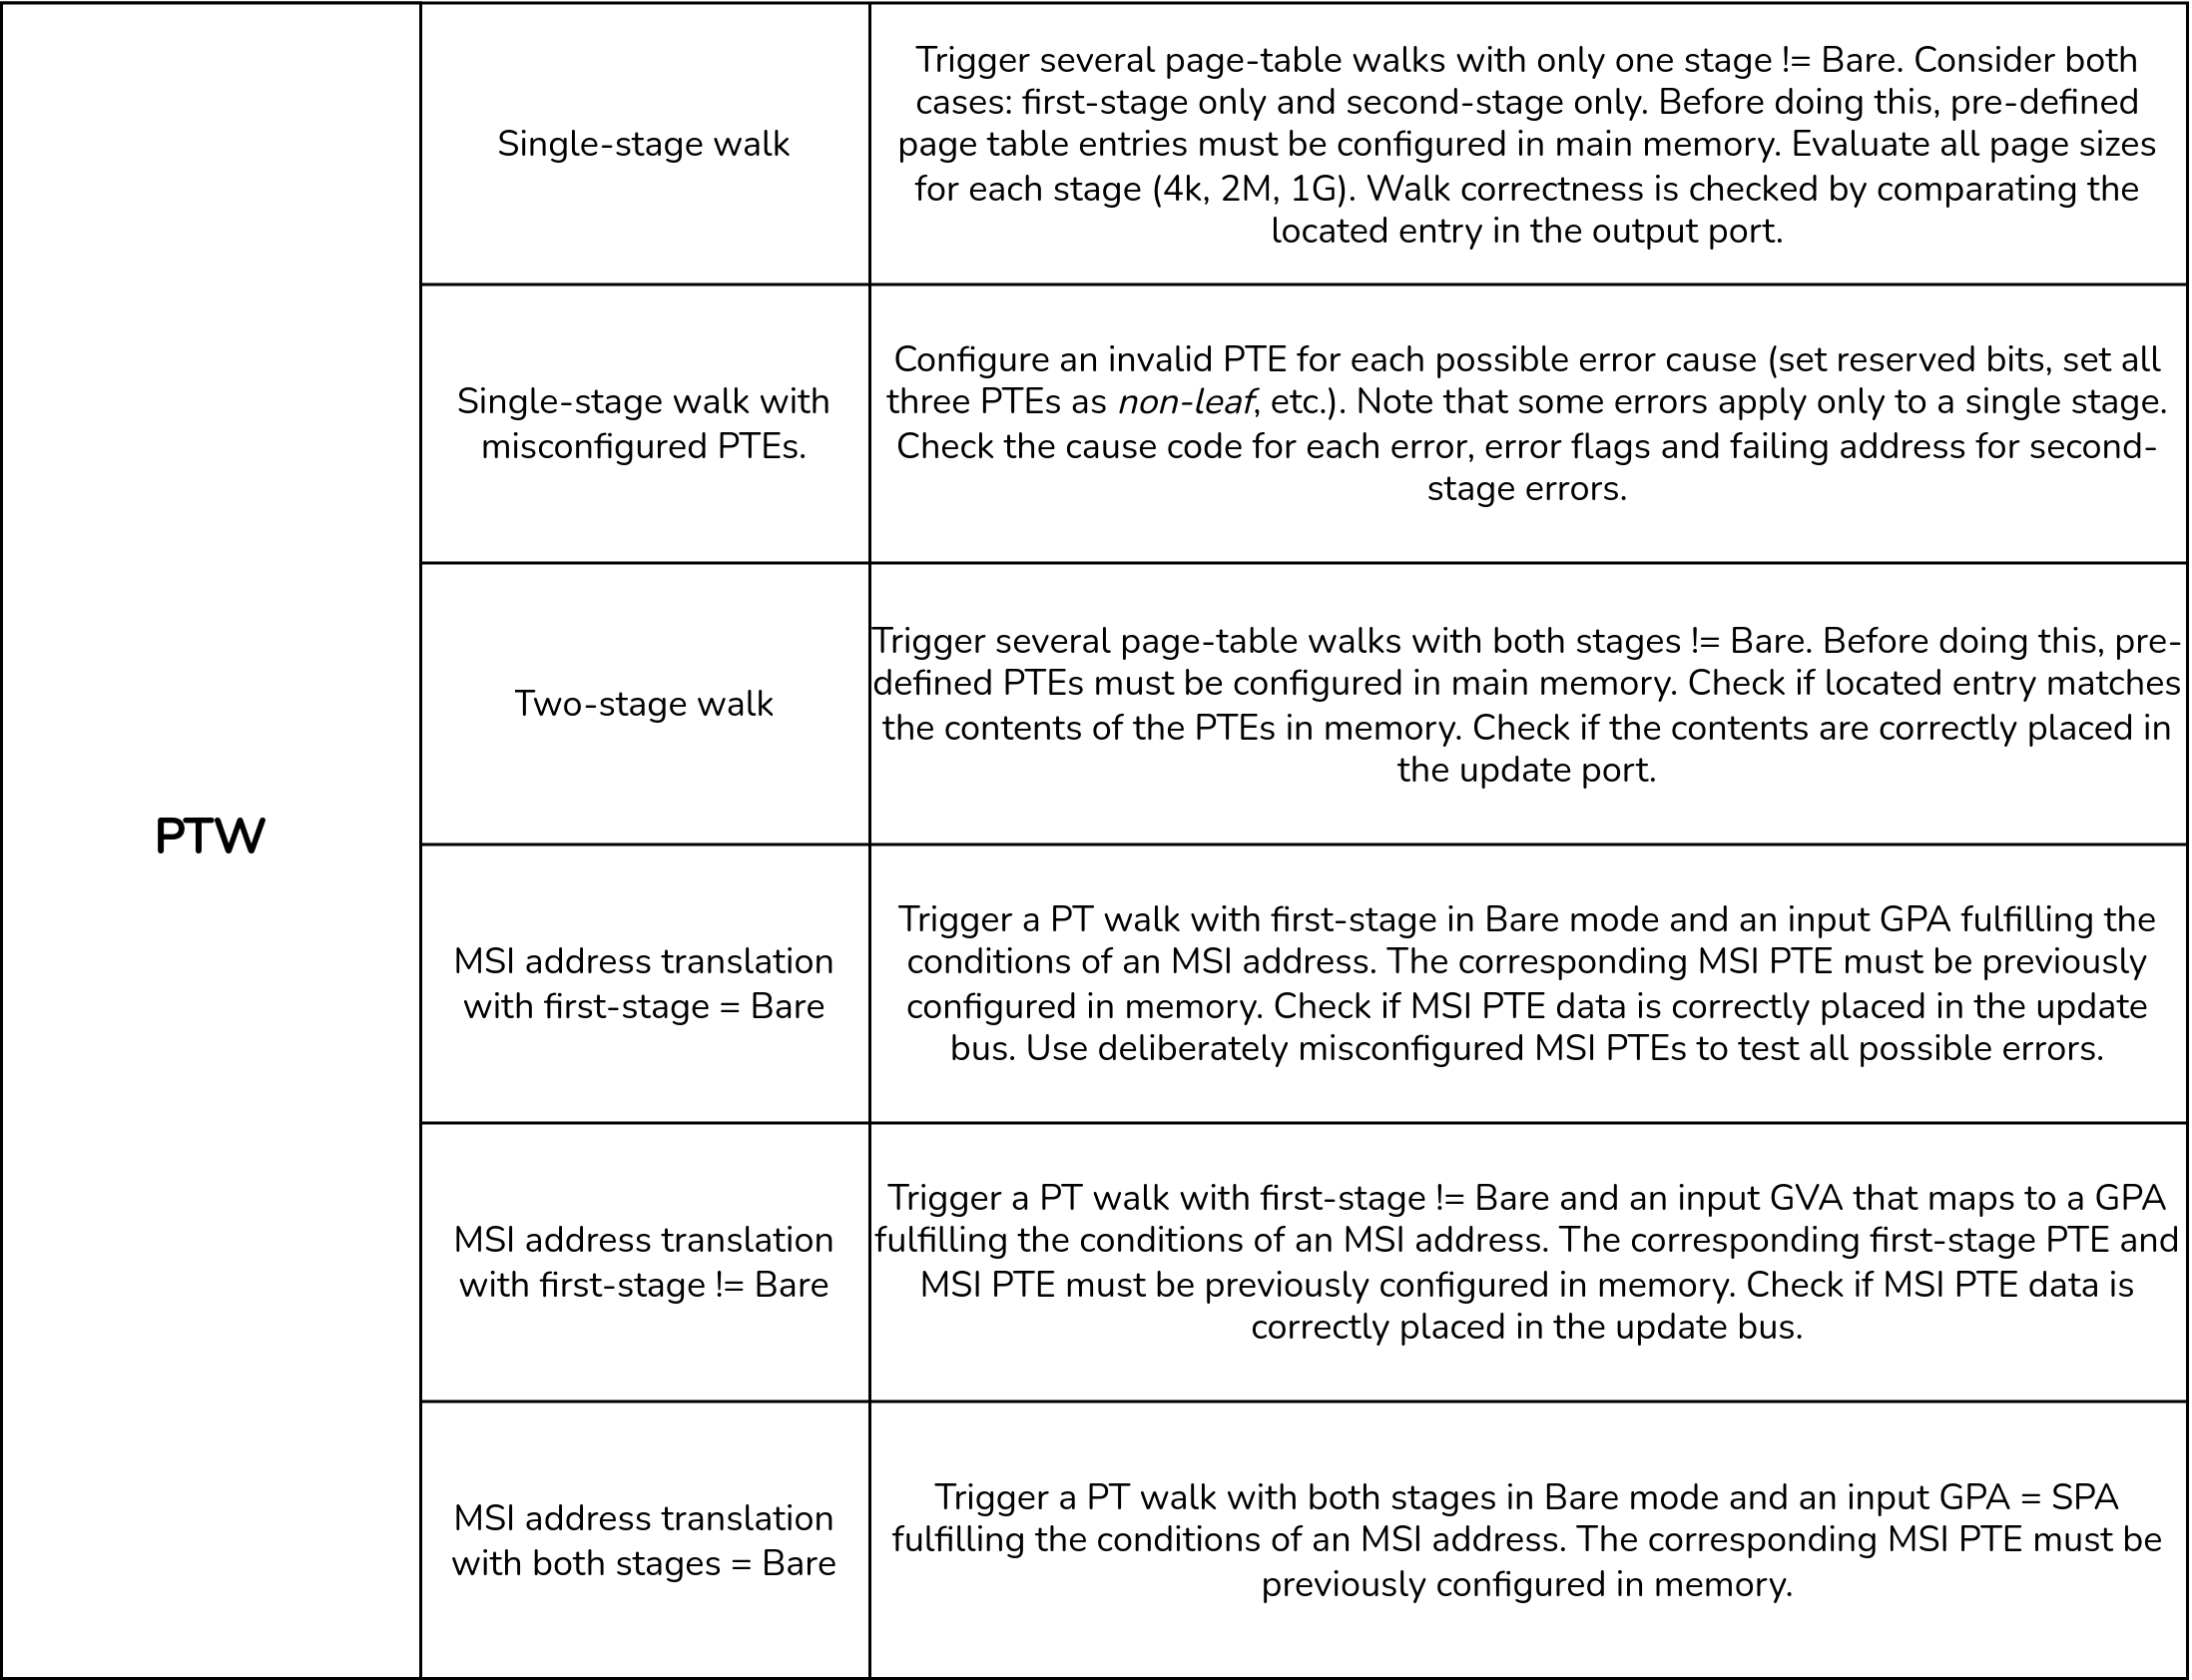 PTW
Single-stage walk
Trigger several page-table walks with only one stage != Bare. Consider both
cases: first-stage only and second-stage only. Before doing this, pre-defined
page table entries must be configured in main memory. Evaluate all page sizes
for each stage (4k, 2M, 1G). Walk correctness is checked by comparating the
located entry in the output port.
Single-stage walk with
misconfigured PTEs.
Configure an invalid PTE for each possible error cause (set reserved bits, set all
three PTEs as non-leaf, etc.). Note that some errors apply only to a single stage.
Check the cause code for each error, error flags and failing address for second-
stage errors.
Two-stage walk
Trigger several page-table walks with both stages != Bare. Before doing this, pre-
defined PTEs must be configured in main memory. Check if located entry matches
the contents of the PTEs in memory. Check if the contents are correctly placed in
the update port.
MSI address translation
with first-stage = Bare
Trigger a PT walk with first-stage in Bare mode and an input GPA fulfilling the
conditions of an MSI address. The corresponding MSI PTE must be previously
configured in memory. Check if MSI PTE data is correctly placed in the update
bus. Use deliberately misconfigured MSI PTEs to test all possible errors.
MSI address translation
with first-stage != Bare
Trigger a PT walk with first-stage != Bare and an input GVA that maps to a GPA
fulfilling the conditions of an MSI address. The corresponding first-stage PTE and
MSI PTE must be previously configured in memory. Check if MSI PTE data is
correctly placed in the update bus.
MSI address translation
with both stages = Bare
Trigger a PT walk with both stages in Bare mode and an input GPA = SPA
fulfilling the conditions of an MSI address. The corresponding MSI PTE must be
previously configured in memory.